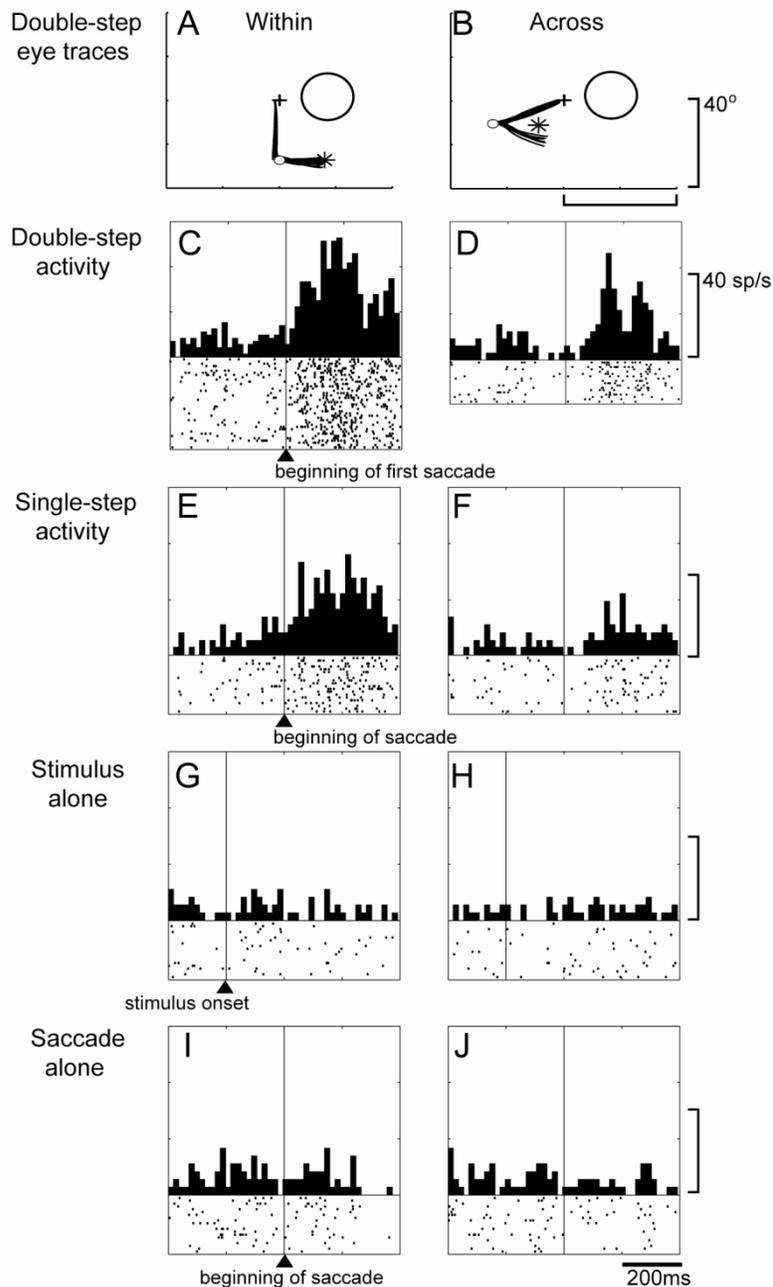 Double-step
eye traces
A Within
B Across
40°
Double-step
activity
C
D
40 sp/s
beginning of first saccade
Single-step
activity
E
F
beginning of saccade
Stimulus
alone
G
H
stimulus onset
Saccade
alone
I
J
beginning of saccade
200ms